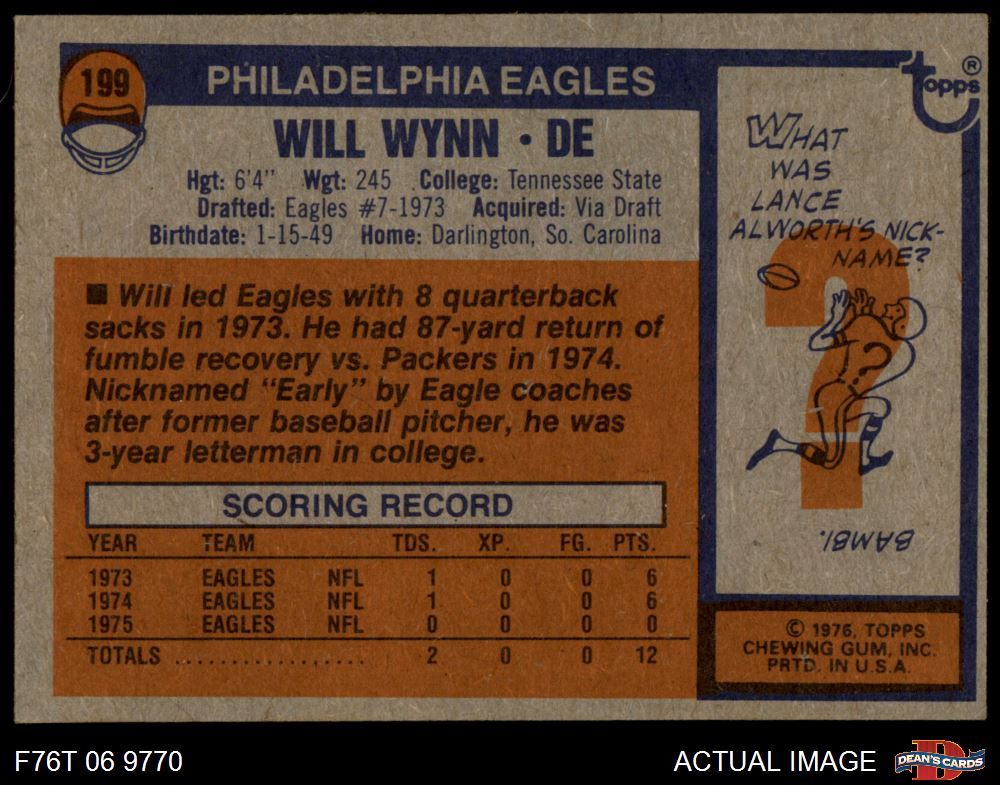 199
PHILADELPHIA EAGLES
WILL WYNN • DE
Hgt: 6'4" Wgt: 245 College: Tennessee State
Drafted: Eagles #7-1973 Acquired: Via Draft
Birthdate: 1-15-49 Home: Darlington, So. Carolina
■ Will led Eagles with 8 quarterback
sacks in 1973. He had 87-yard return of
fumble recovery vs. Packers in 1974.
Nicknamed "Early" by Eagle coaches
after former baseball pitcher, he was
3-year letterman in college.
SCORING RECORD
YEAR TEAM TDS. XP. FG. PTS.
1973 EAGLES NFL 1 0 0 6
1974 EAGLES NFL 1 0 0 6
1975 EAGLES NFL 0 0 0 0
TOTALS .................. 2 0 0 12
topps ®
WHAT
WAS
LANCE
ALWORTH'S NICK-
NAME?
?
BAMBI.
© 1976, TOPPS
CHEWING GUM, INC.
PRTD. IN U.S.A.
F76T 06 9770
ACTUAL IMAGE
D
DEAN'S CARDS